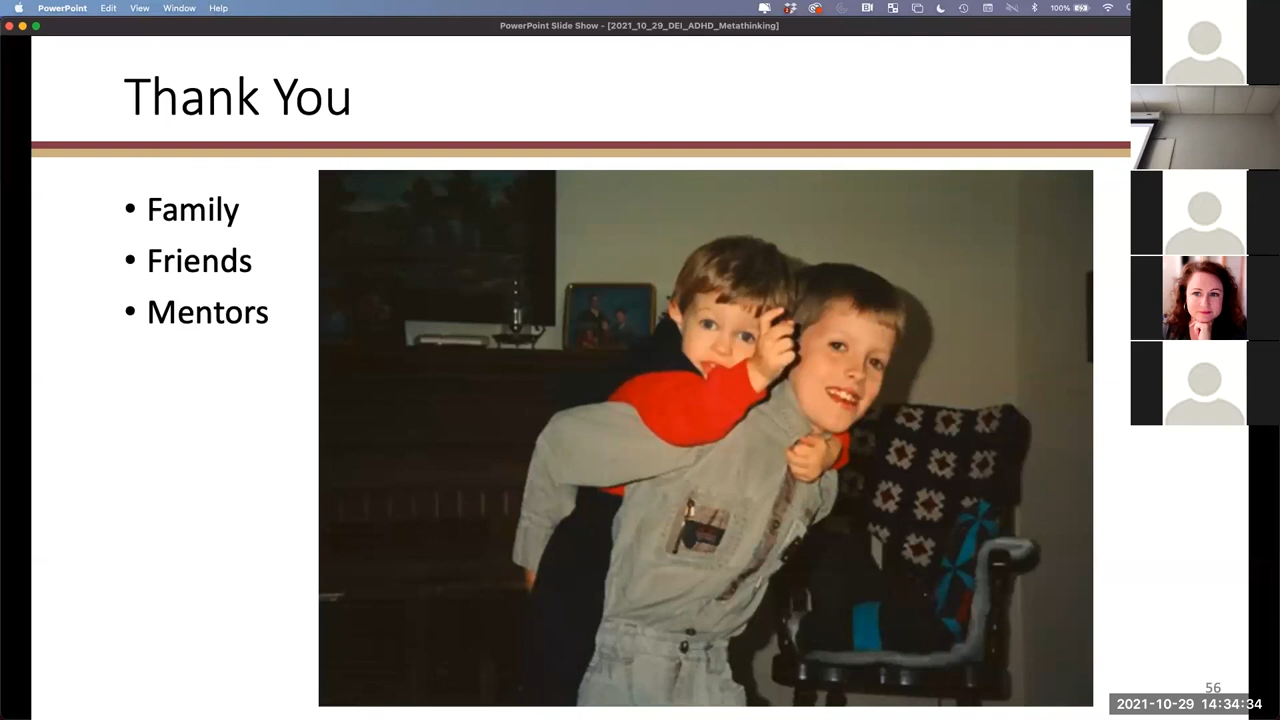 PowerPoint Edit View Window Help
100%
PowerPoint Slide Show - [2021_10_29_DEI_ADHD_Metathinking]
Thank You
• Family
• Friends
• Mentors
56
2021-10-29 14:34:34